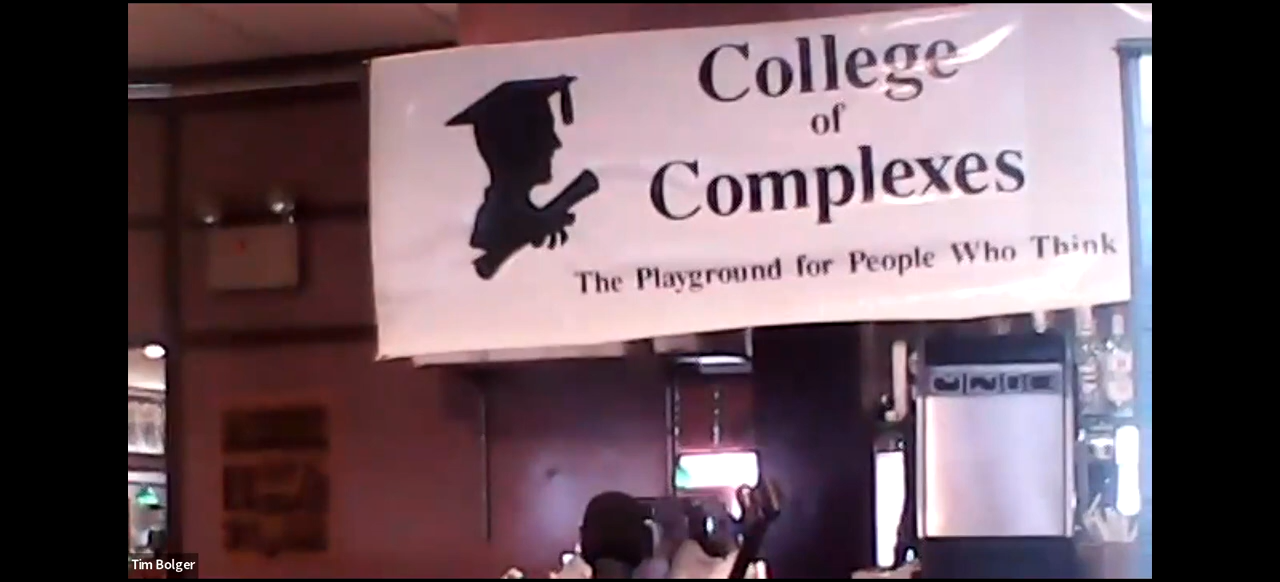 College
of
Complexes
The Playground for People Who Think
Tim Bolger